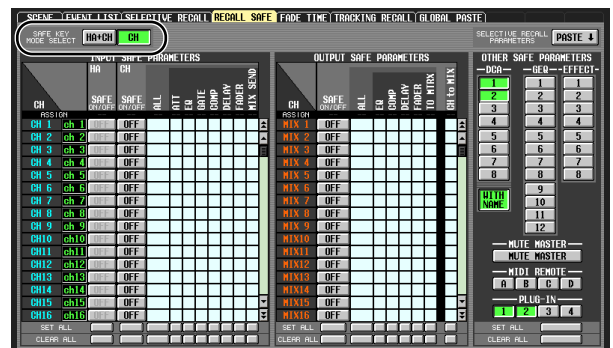 SCENE EVENT LIST SELECTIVE RECALL RECALL SAFE FADE TIME TRACKING RECALL GLOBAL PASTE
SAFE KEY MODE SELECT HA+CH CH
SELECTIVE RECALL PARAMETERS PASTE
INPUT SAFE PARAMETERS
HA CH
CH SAFE ON/OFF SAFE ON/OFF ALL ATT EQ GATE COMP DELAY FADER MIX SEND
ASSIGN
CH 1 ch 1 OFF
CH 2 ch 2 OFF
CH 3 ch 3 OFF
CH 4 ch 4 OFF
CH 5 ch 5 OFF
CH 6 ch 6 OFF
CH 7 ch 7 OFF
CH 8 ch 8 OFF
CH 9 ch 9 OFF
CH10 ch10 OFF
CH11 ch11 OFF
CH12 ch12 OFF
CH13 ch13 OFF
CH14 ch14 OFF
CH15 ch15 OFF
CH16 ch16 OFF
SET ALL
CLEAR ALL
OUTPUT SAFE PARAMETERS
CH SAFE ON/OFF ALL EQ COMP DELAY FADER TO MTRX CH to MIX
ASSIGN
MIX 1 OFF
MIX 2 OFF
MIX 3 OFF
MIX 4 OFF
MIX 5 OFF
MIX 6 OFF
MIX 7 OFF
MIX 8 OFF
MIX 9 OFF
MIX10 OFF
MIX11 OFF
MIX12 OFF
MIX13 OFF
MIX14 OFF
MIX15 OFF
MIX16 OFF
SET ALL
CLEAR ALL
OTHER SAFE PARAMETERS
DCA GEQ EFFECT
1 1 1
2 2 2
3 3 3
4 4 4
5 5 5
6 6 6
7 7 7
8 8 8
WITH NAME
9
10
11
12
MUTE MASTER
MUTE MASTER
MIDI REMOTE
A B C D
PLUG-IN
1 2 3 4
SET ALL
CLEAR ALL